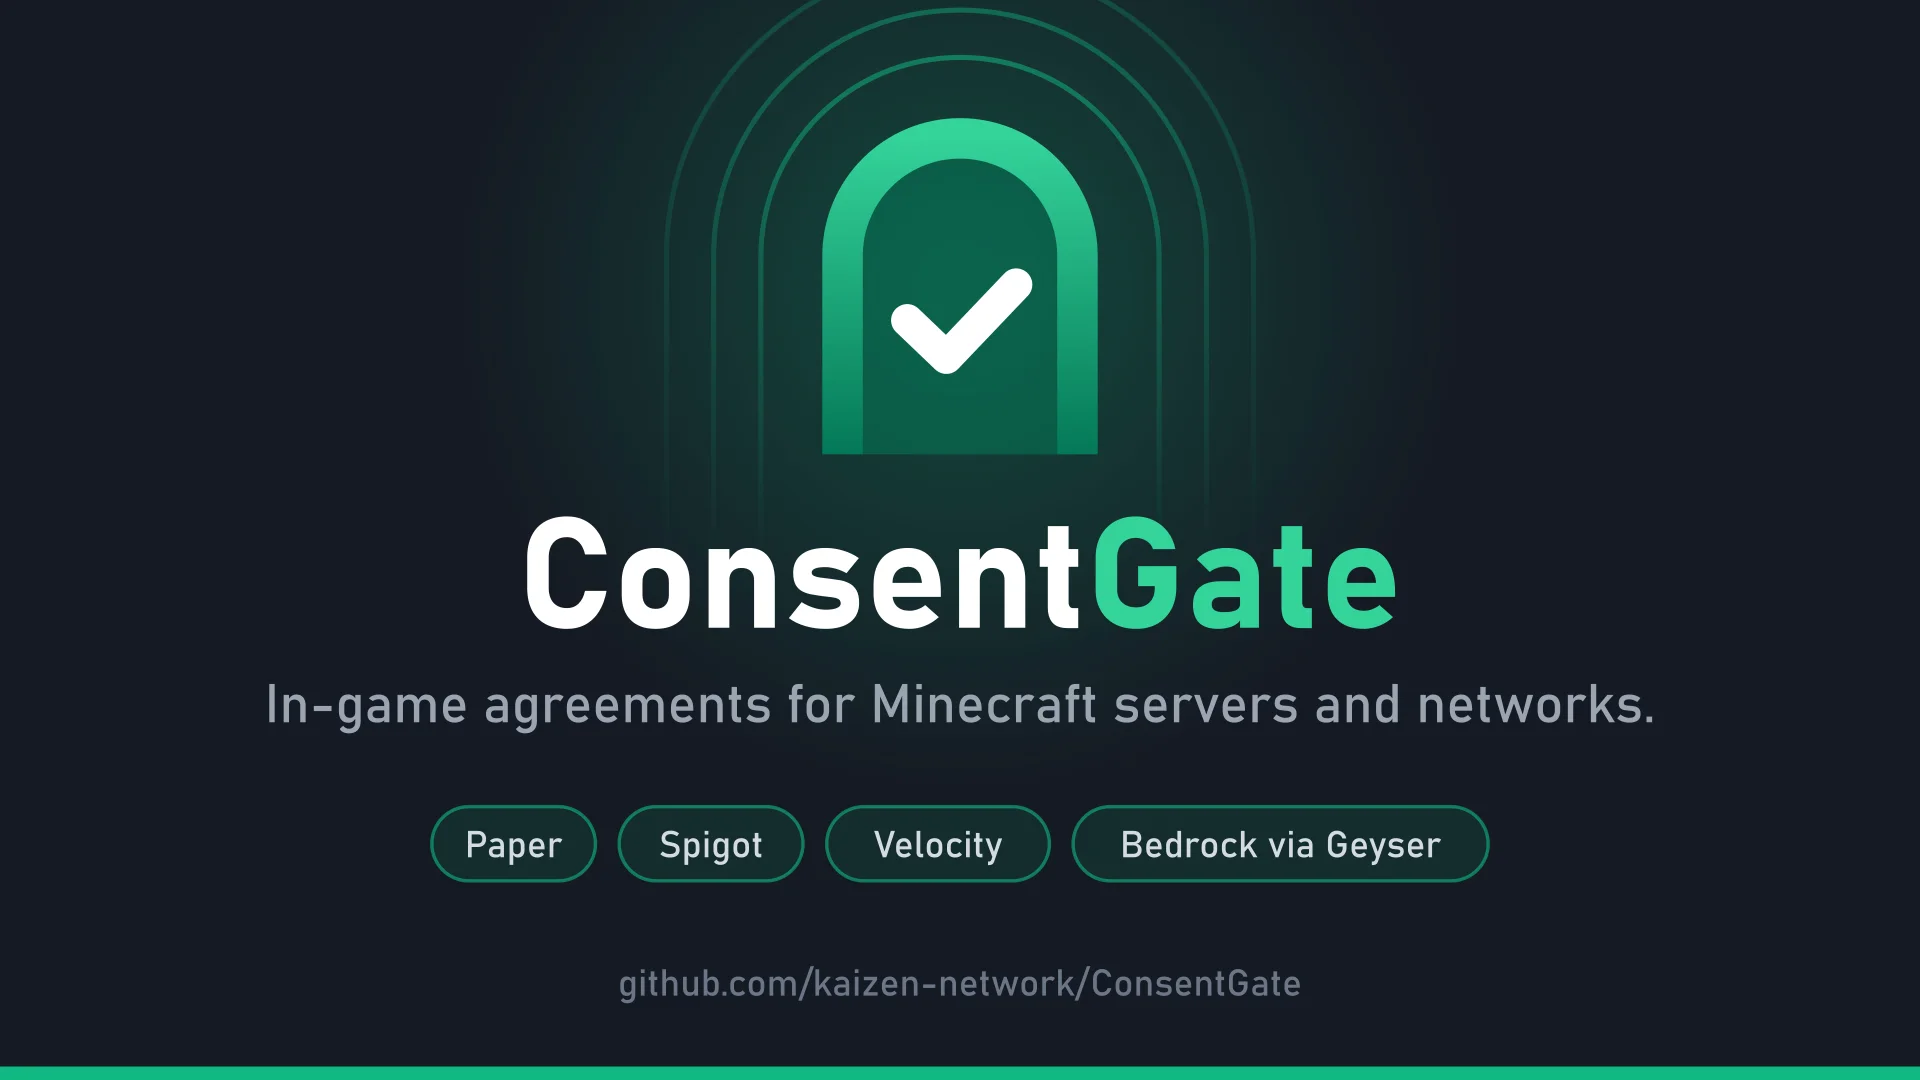 ConsentGate
In-game agreements for Minecraft servers and networks.
Paper Spigot Velocity Bedrock via Geyser
github.com/kaizen-network/ConsentGate